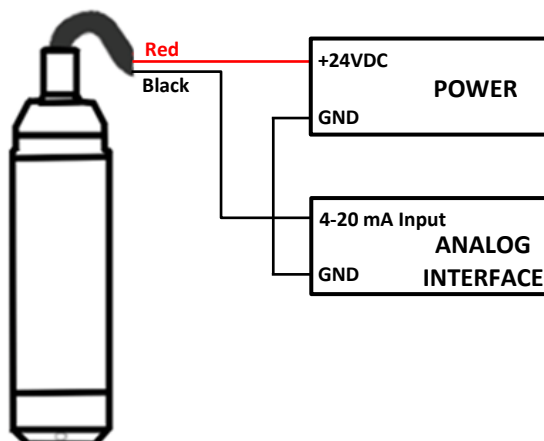 Red
Black
+24VDC
POWER
GND
4-20 mA Input
ANALOG
INTERFACE
GND